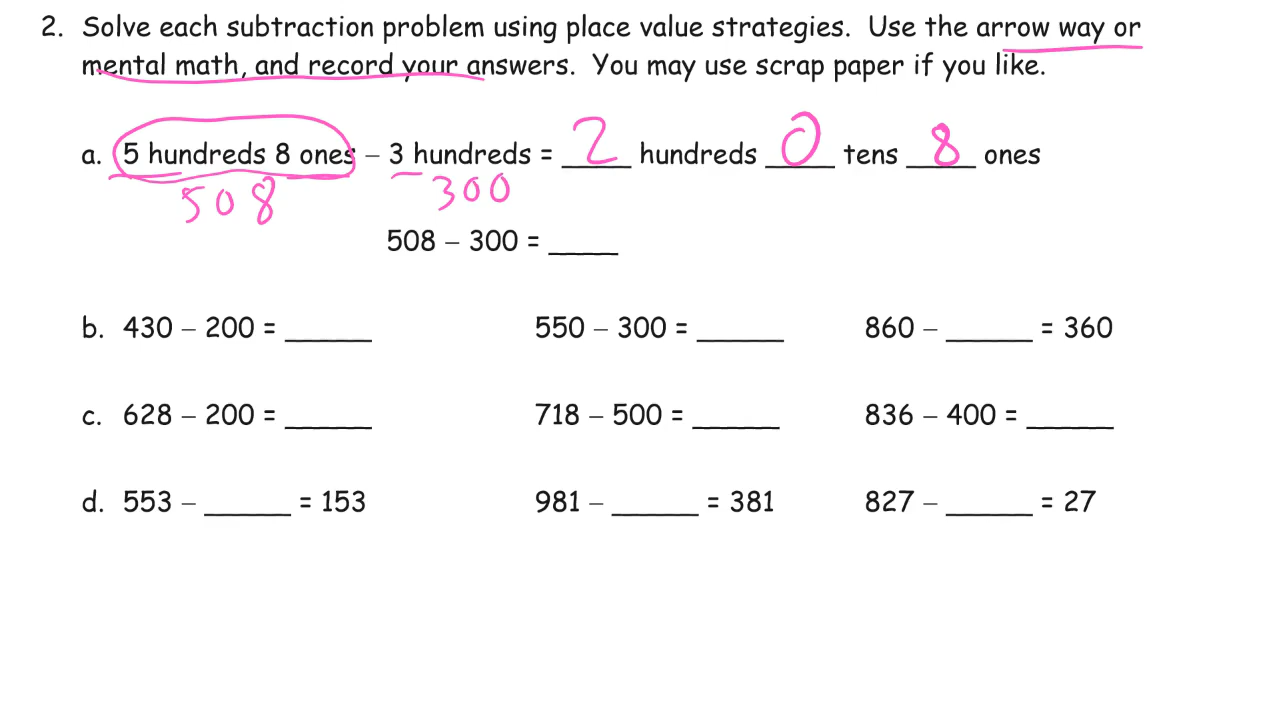 2. Solve each subtraction problem using place value strategies. Use the arrow way or
mental math, and record your answers. You may use scrap paper if you like.
a. 5 hundreds 8 ones – 3 hundreds = 2 hundreds 0 tens 8 ones
508 300
508 – 300 = _____
b. 430 – 200 = ______ 550 – 300 = ______ 860 – ______ = 360
c. 628 – 200 = ______ 718 – 500 = ______ 836 – 400 = ______
d. 553 – ______ = 153 981 – ______ = 381 827 – ______ = 27